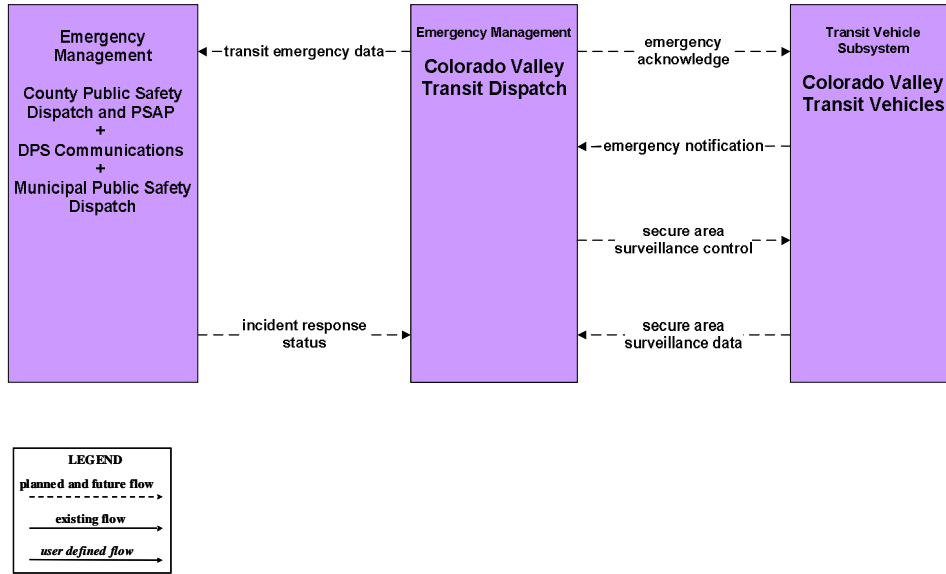 Emergency
Management
County Public Safety
Dispatch and PSAP
+
DPS Communications
+
Municipal Public Safety
Dispatch
transit emergency data
incident response
status
Emergency Management
Colorado Valley
Transit Dispatch
emergency
acknowledge
emergency notification
secure area
surveillance control
secure area
surveillance data
Transit Vehicle
Subsystem
Colorado Valley
Transit Vehicles
LEGEND
planned and future flow
existing flow
user defined flow